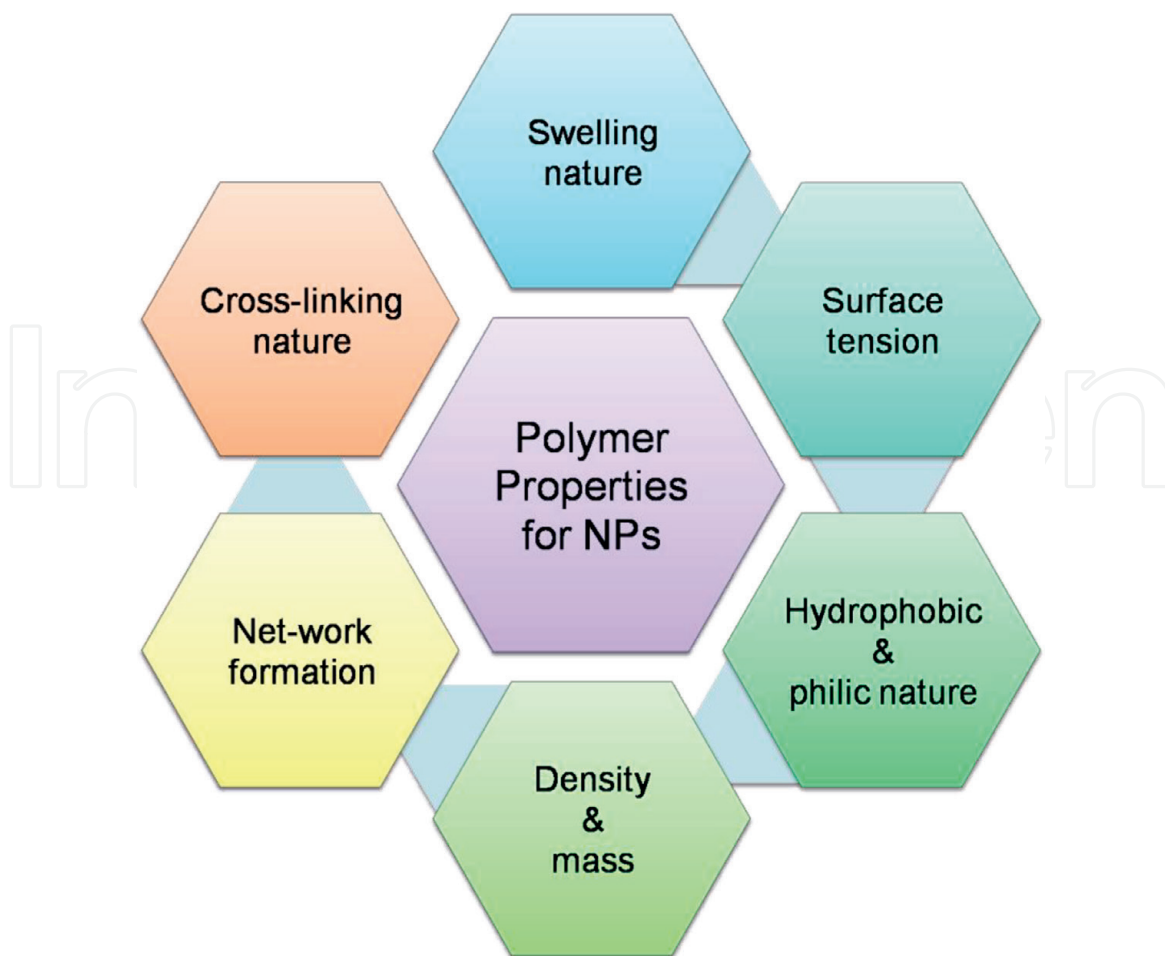 Swelling
nature
Cross-linking
nature
Surface
tension
Polymer
Properties
for NPs
Net-work
formation
Hydrophobic
&
philic nature
Density
&
mass